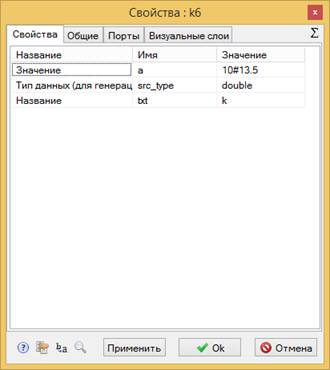 Свойства : k6
x
Свойства Общие Порты Визуальные слои Σ
Название Имя Значение
Значение a 10#13.5
Тип данных (для генерац src_type double
Название txt k
? b a Применить Ok Отмена